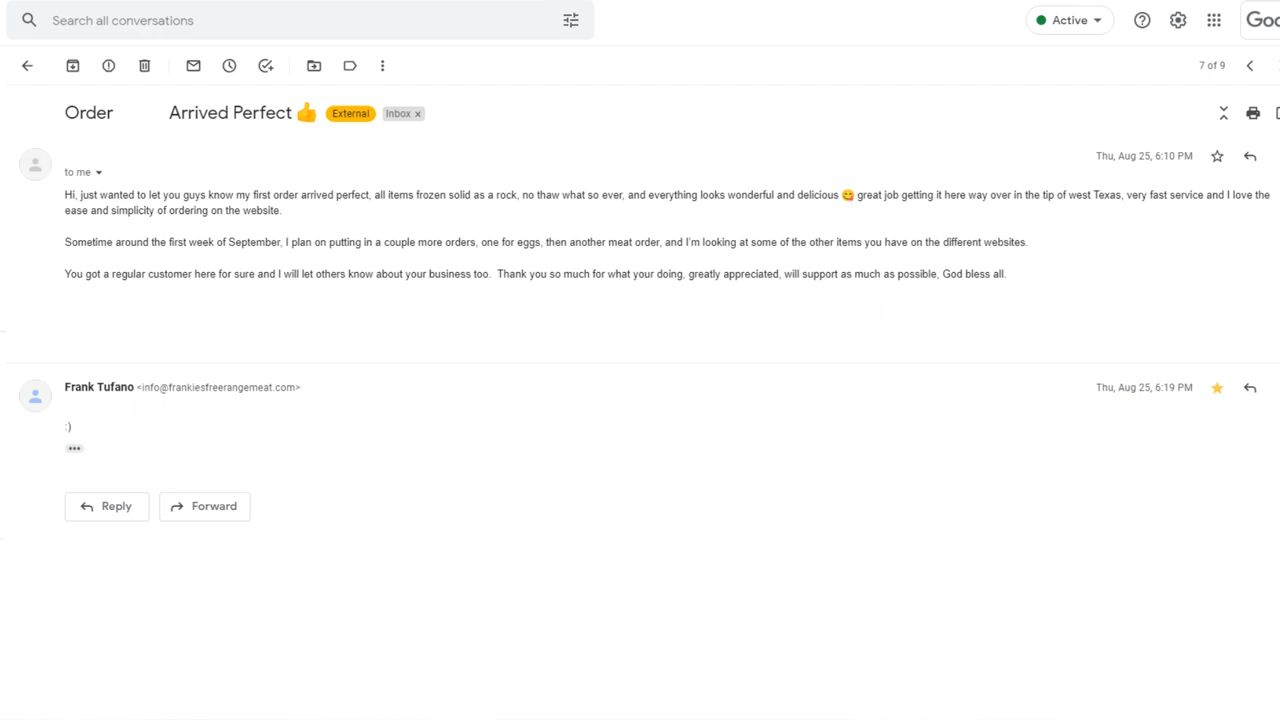 Search all conversations
Active
7 of 9
Order Arrived Perfect 👍 External Inbox x
Thu, Aug 25, 6:10 PM
to me
Hi, just wanted to let you guys know my first order arrived perfect, all items frozen solid as a rock, no thaw what so ever, and everything looks wonderful and delicious 😋 great job getting it here way over in the tip of west Texas, very fast service and I love the
ease and simplicity of ordering on the website.
Sometime around the first week of September, I plan on putting in a couple more orders, one for eggs, then another meat order, and I'm looking at some of the other items you have on the different websites.
You got a regular customer here for sure and I will let others know about your business too. Thank you so much for what your doing, greatly appreciated, will support as much as possible, God bless all.
Frank Tufano <info@frankiesfreerangemeat.com>
Thu, Aug 25, 6:19 PM
:)
Reply
Forward